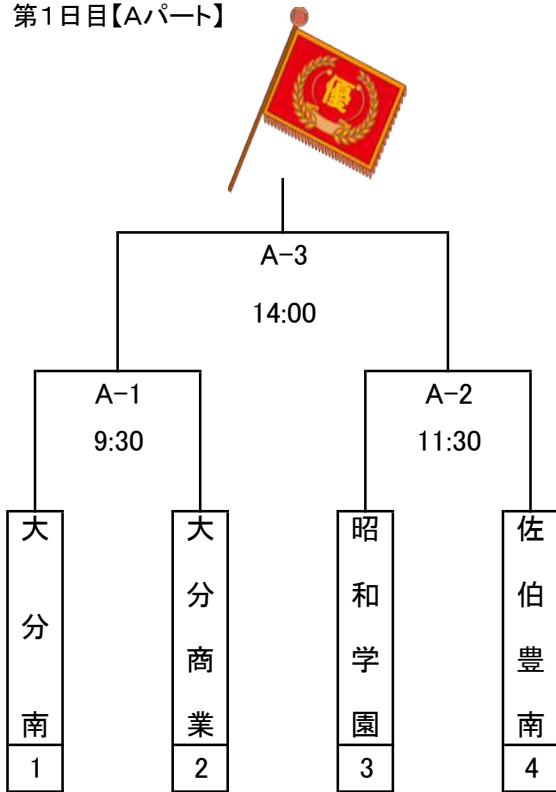 第1日目【Aパート】
優
A-3
14:00
A-1
9:30
A-2
11:30
大分南
大分商業
昭和学園
佐伯豊南
1
2
3
4